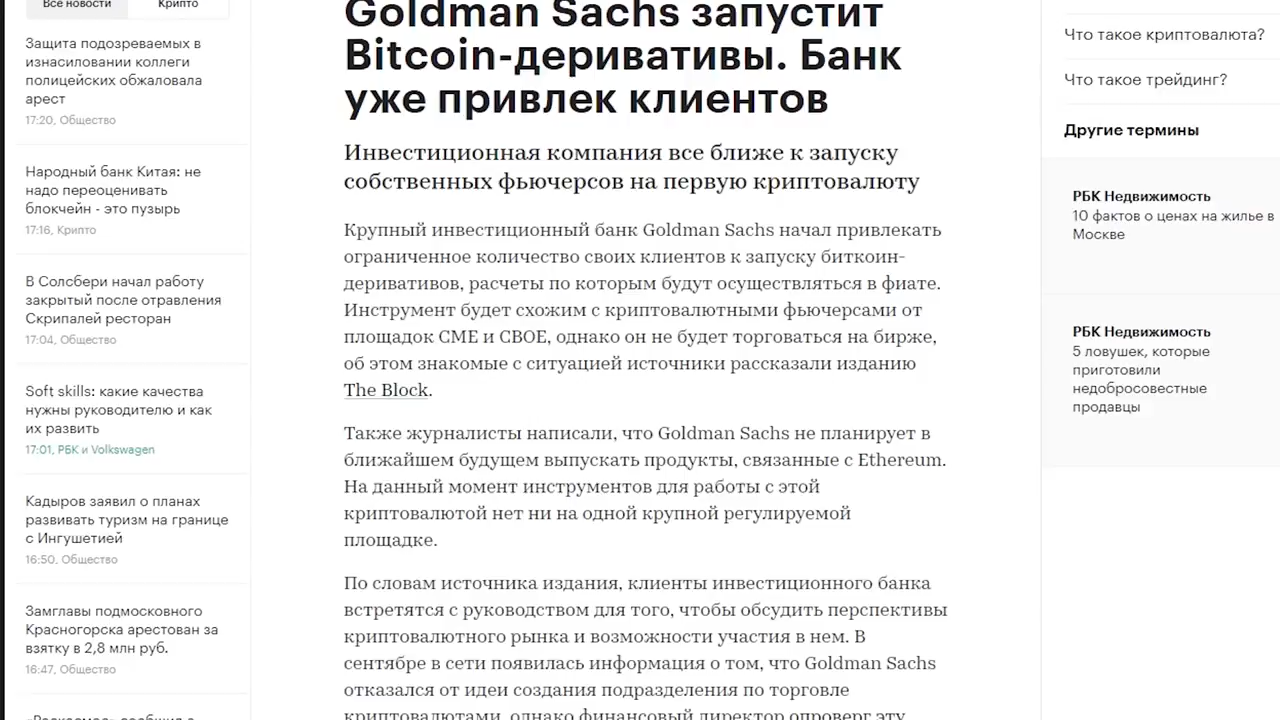 Все новости
Крипто
Защита подозреваемых в
изнасиловании коллеги
полицейских обжаловала
арест
17:20, Общество
Народный банк Китая: не
надо переоценивать
блокчейн - это пузырь
17:16, Крипто
В Солсбери начал работу
закрытый после отравления
Скрипалей ресторан
17:04, Общество
Soft skills: какие качества
нужны руководителю и как
их развить
17:01, РБК и Volkswagen
Кадыров заявил о планах
развивать туризм на границе
с Ингушетией
16:50, Общество
Замглавы подмосковного
Красногорска арестован за
взятку в 2,8 млн руб.
16:47, Общество
Goldman Sachs запустит
Bitcoin-деривативы. Банк
уже привлек клиентов
Инвестиционная компания все ближе к запуску
собственных фьючерсов на первую криптовалюту
Крупный инвестиционный банк Goldman Sachs начал привлекать
ограниченное количество своих клиентов к запуску биткоин-
деривативов, расчеты по которым будут осуществляться в фиате.
Инструмент будет схожим с криптовалютными фьючерсами от
площадок CME и CBOE, однако он не будет торговаться на бирже,
об этом знакомые с ситуацией источники рассказали изданию
The Block.
Также журналисты написали, что Goldman Sachs не планирует в
ближайшем будущем выпускать продукты, связанные с Ethereum.
На данный момент инструментов для работы с этой
криптовалютой нет ни на одной крупной регулируемой
площадке.
По словам источника издания, клиенты инвестиционного банка
встретятся с руководством для того, чтобы обсудить перспективы
криптовалютного рынка и возможности участия в нем. В
сентябре в сети появилась информация о том, что Goldman Sachs
отказался от идеи создания подразделения по торговле
криптовалютами, однако финансовый директор опроверг эту
Что такое криптовалюта?
Что такое трейдинг?
Другие термины
РБК Недвижимость
10 фактов о ценах на жилье в
Москве
РБК Недвижимость
5 ловушек, которые
приготовили
недобросовестные
продавцы